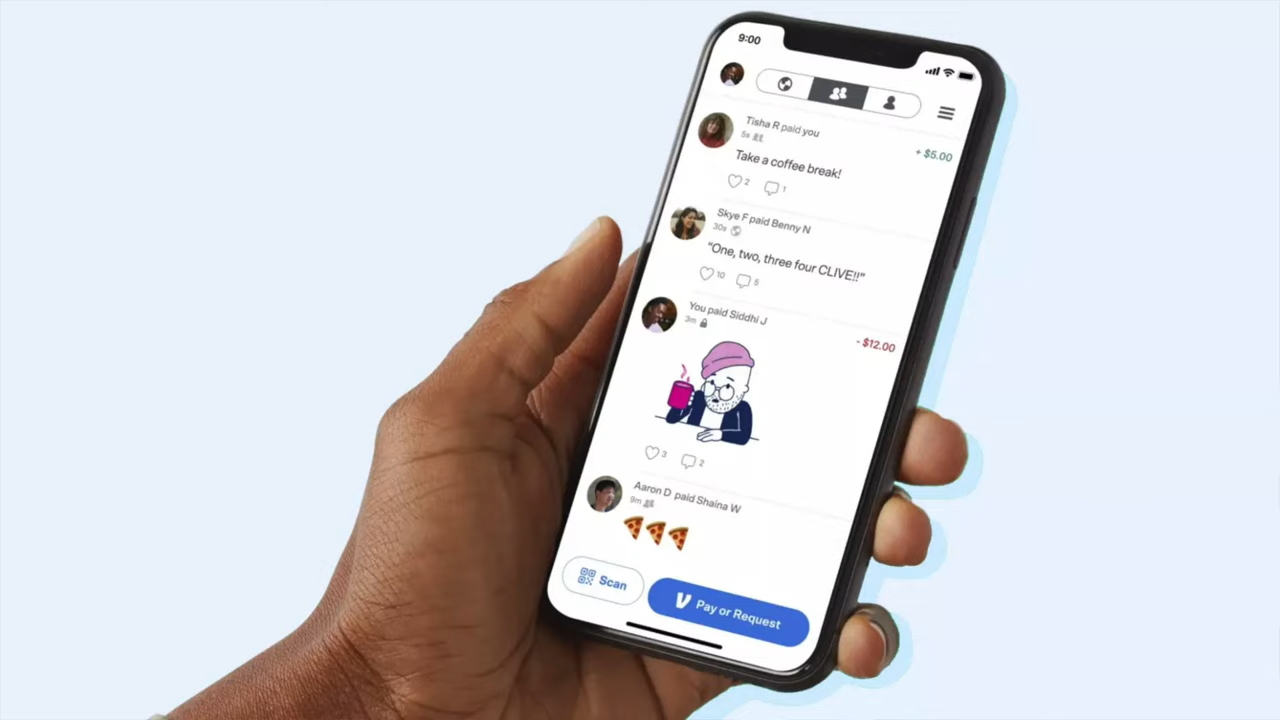 9:00
Tisha R paid you
+ $5.00
5s
Take a coffee break!
2 1
Skye F paid Benny N
30s
"One, two, three four CLIVE!!"
10 5
You paid Siddhi J
- $12.00
3m
3 2
Aaron D paid Shaina W
9m
Scan
Pay or Request